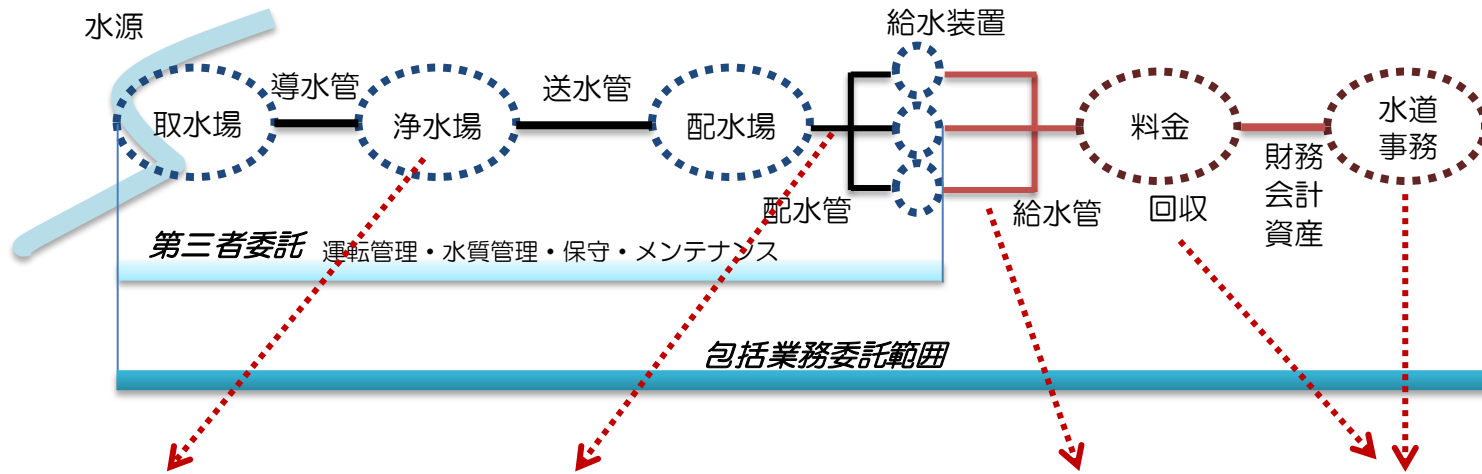 水源
給水装置
導水管
送水管
取水場
浄水場
配水場
料金
水道
事務
配水管
給水管
回収
財務
会計
資産
第三者委託 運転管理・水質管理・保守・メンテナンス
包括業務委託範囲